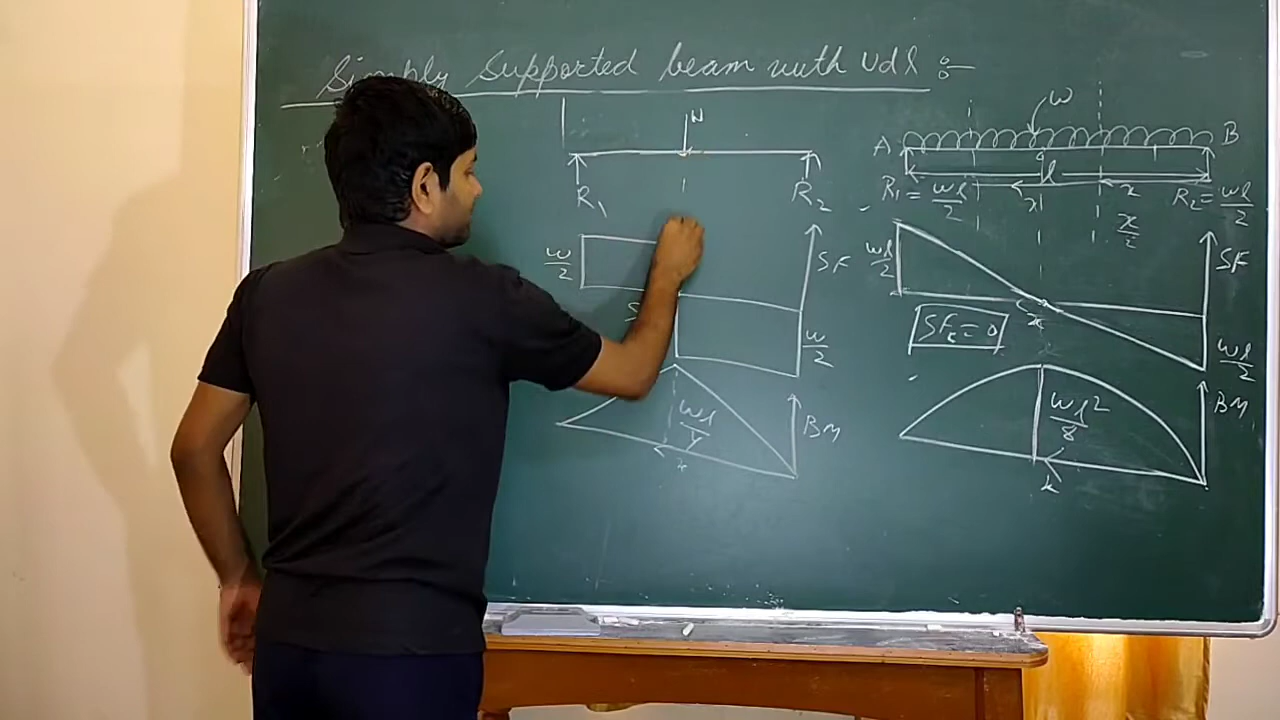 Simply Supported beam with Udl :-
W
R₁
R₂
w/2
SF
w/2
wl/4
BM
x
w
A
B
l
R₁ = wl/2
x
x
R₂ = wl/2
x/2
wl/2
SF
SFc = 0
x
wl/2
wl²/8
BM
x